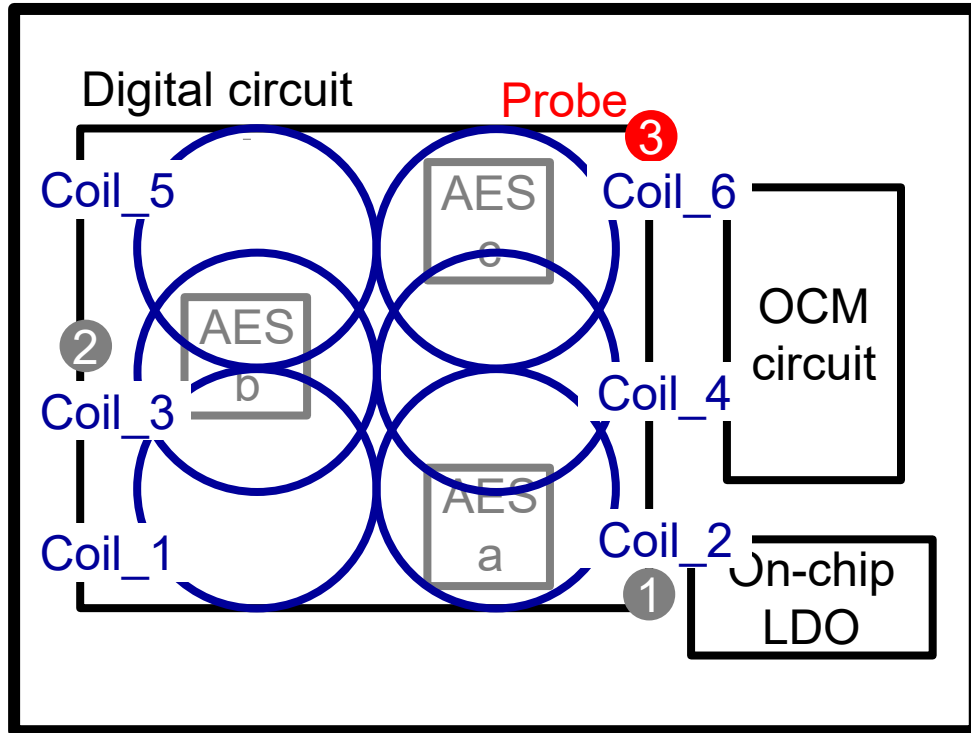 Digital circuit
Probe
3
Coil_5
AES
c
Coil_6
OCM
circuit
2
AES
b
Coil_3
Coil_4
AES
a
Coil_1
Coil_2
1
On-chip
LDO